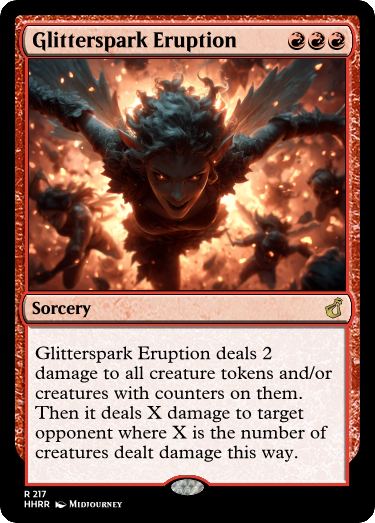 Glitterspark Eruption
Sorcery
Glitterspark Eruption deals 2
damage to all creature tokens and/or
creatures with counters on them.
Then it deals X damage to target
opponent where X is the number of
creatures dealt damage this way.
R 217
HHRR MIDJOURNEY